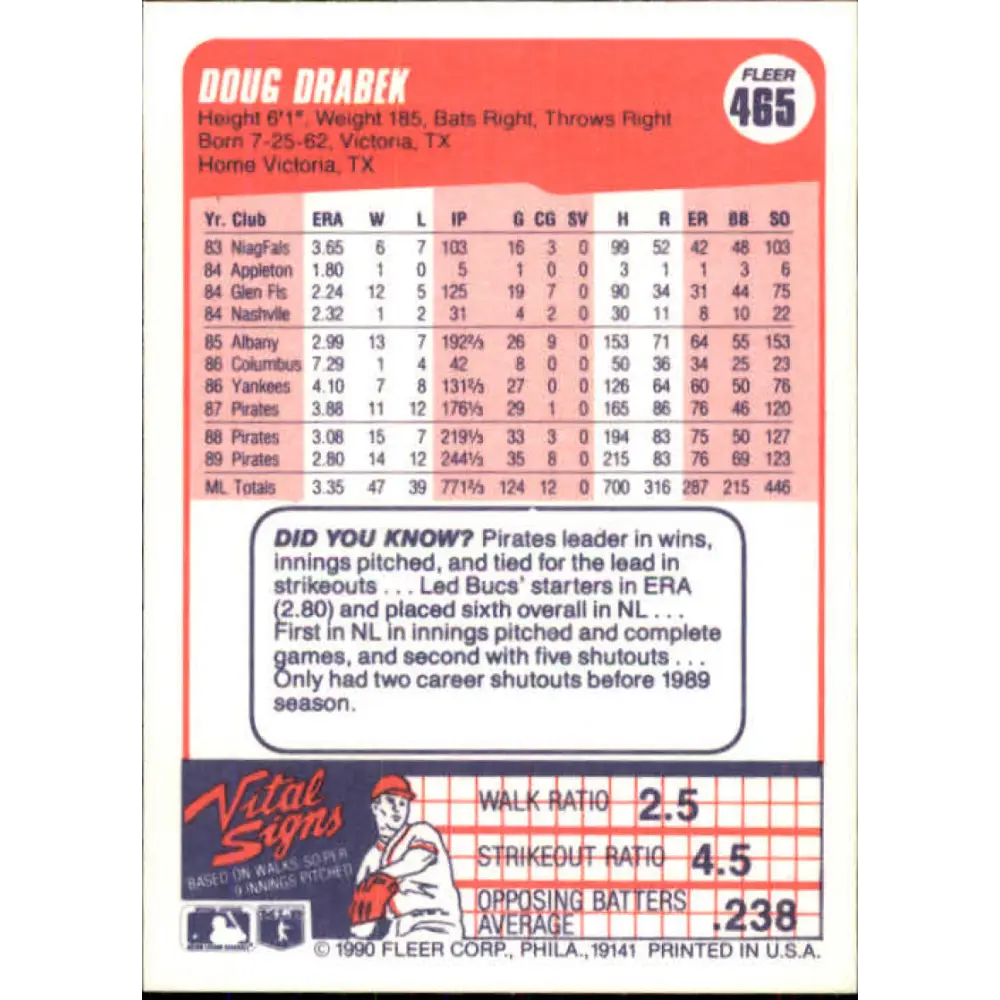 DOUG DRABEK
FLEER
465
Height 6'1", Weight 185, Bats Right, Throws Right
Born 7-25-62, Victoria, TX
Home Victoria, TX
Yr. Club ERA W L IP G CG SV H R ER BB SO
83 NiagFals 3.65 6 7 103 16 3 0 99 52 42 48 103
84 Appleton 1.80 1 0 5 1 0 0 3 1 1 3 6
84 Glen Fls 2.24 12 5 125 19 7 0 90 34 31 44 75
84 Nashvlle 2.32 1 2 31 4 2 0 30 11 8 10 22
85 Albany 2.99 13 7 192⅔ 26 9 0 153 71 64 55 153
86 Columbus 7.29 1 4 42 8 0 0 50 36 34 25 23
86 Yankees 4.10 7 8 131⅔ 27 0 0 126 64 60 50 76
87 Pirates 3.88 11 12 176⅓ 29 1 0 165 86 76 46 120
88 Pirates 3.08 15 7 219⅓ 33 3 0 194 83 75 50 127
89 Pirates 2.80 14 12 244⅓ 35 8 0 215 83 76 69 123
ML Totals 3.35 47 39 771⅔ 124 12 0 700 316 287 215 446
DID YOU KNOW? Pirates leader in wins,
innings pitched, and tied for the lead in
strikeouts . . . Led Bucs' starters in ERA
(2.80) and placed sixth overall in NL . . .
First in NL in innings pitched and complete
games, and second with five shutouts . . .
Only had two career shutouts before 1989
season.
Vital
Signs
BASED ON WALKS, SO PER
9 INNINGS PITCHED
WALK RATIO 2.5
STRIKEOUT RATIO 4.5
OPPOSING BATTERS
AVERAGE .238
© 1990 FLEER CORP., PHILA., 19141 PRINTED IN U.S.A.